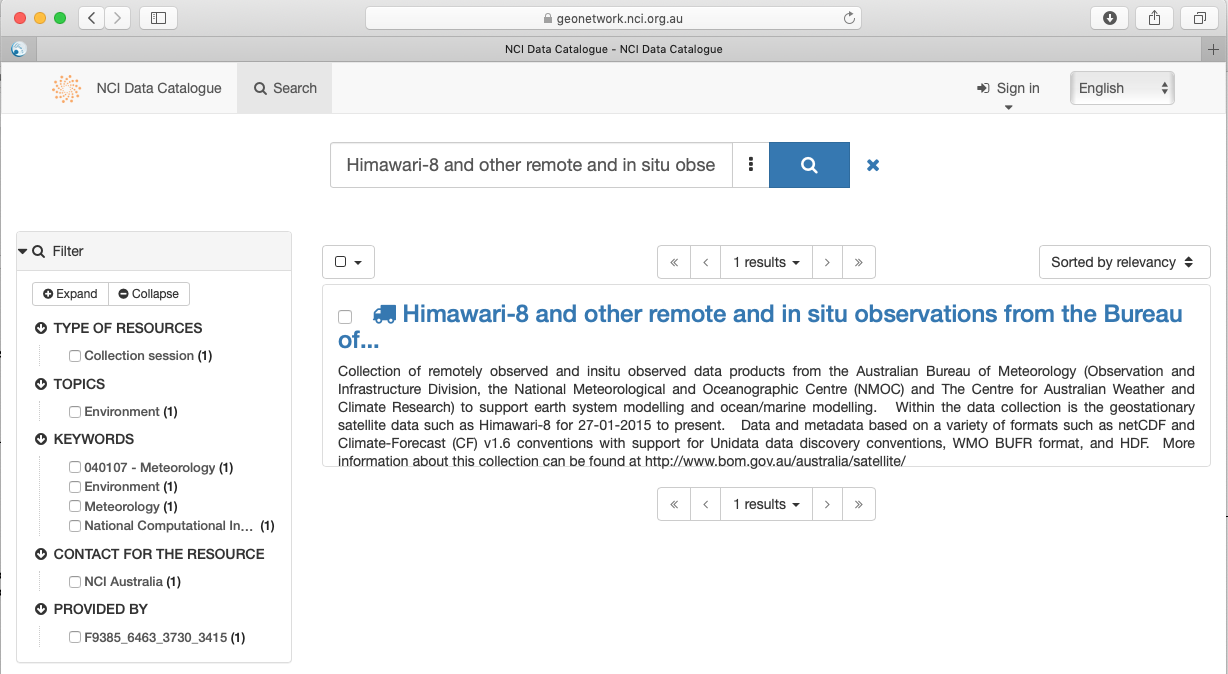 geonetwork.nci.org.au
NCI Data Catalogue - NCI Data Catalogue
NCI Data Catalogue
Search
Sign in
English
Himawari-8 and other remote and in situ obse
Filter
Expand
Collapse
TYPE OF RESOURCES
Collection session (1)
TOPICS
Environment (1)
KEYWORDS
040107 - Meteorology (1)
Environment (1)
Meteorology (1)
National Computational In... (1)
CONTACT FOR THE RESOURCE
NCI Australia (1)
PROVIDED BY
F9385_6463_3730_3415 (1)
« ‹ 1 results › »
Sorted by relevancy
Himawari-8 and other remote and in situ observations from the Bureau
of...
Collection of remotely observed and insitu observed data products from the Australian Bureau of Meteorology (Observation and
Infrastructure Division, the National Meteorological and Oceanographic Centre (NMOC) and The Centre for Australian Weather and
Climate Research) to support earth system modelling and ocean/marine modelling. Within the data collection is the geostationary
satellite data such as Himawari-8 for 27-01-2015 to present. Data and metadata based on a variety of formats such as netCDF and
Climate-Forecast (CF) v1.6 conventions with support for Unidata data discovery conventions, WMO BUFR format, and HDF. More
information about this collection can be found at http://www.bom.gov.au/australia/satellite/
« ‹ 1 results › »